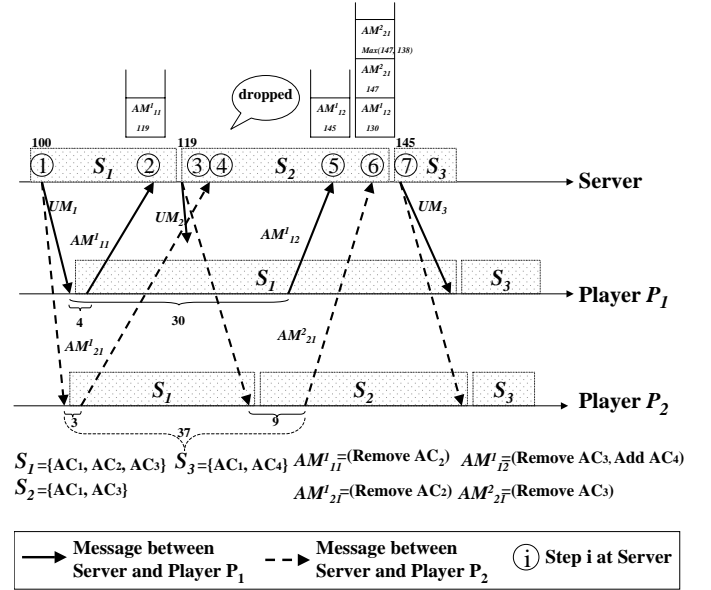 AM²₂₁
Max(147, 138)
AM²₂₁
147
AM¹₁₁
119
dropped
AM¹₁₂
145
AM¹₁₂
130
100
119
145
1
S₁
2
3
4
S₂
5
6
7
S₃
Server
UM₁
AM¹₁₁
UM₂
AM¹₁₂
UM₃
S₁
S₃
Player P₁
4
30
AM¹₂₁
AM²₂₁
S₁
S₂
S₃
Player P₂
3
9
37
S₁={AC₁, AC₂, AC₃} S₃={AC₁, AC₄} AM¹₁₁=(Remove AC₂) AM¹₁₂=(Remove AC₃, Add AC₄)
S₂={AC₁, AC₃} AM¹₂₁=(Remove AC₂) AM²₂₁=(Remove AC₃)
Message between
Server and Player P₁
Message between
Server and Player P₂
i Step i at Server